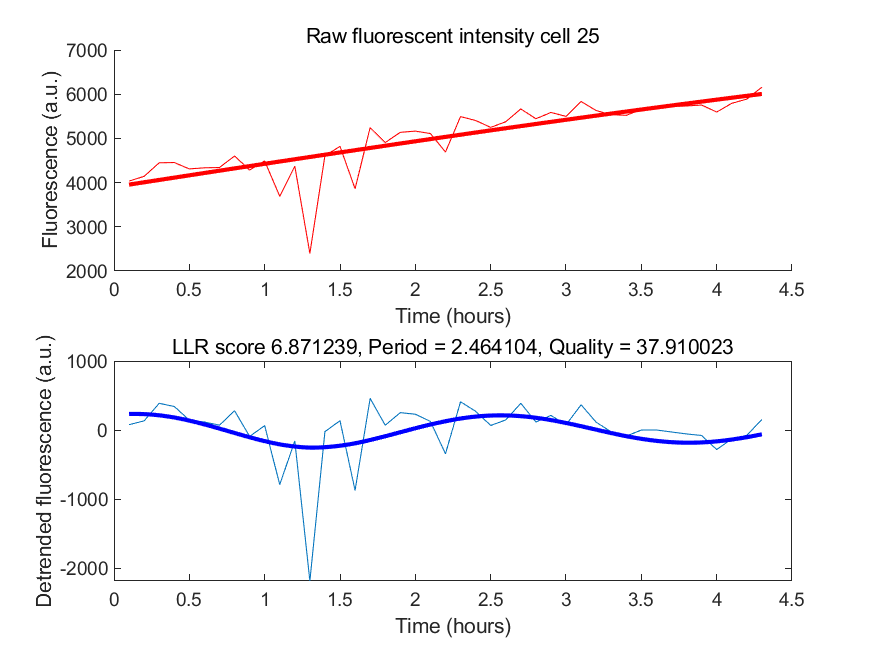 Raw fluorescent intensity cell 25
7000
6000
5000
4000
3000
2000
Fluorescence (a.u.)
0 0.5 1 1.5 2 2.5 3 3.5 4 4.5
Time (hours)
LLR score 6.871239, Period = 2.464104, Quality = 37.910023
1000
0
-1000
-2000
Detrended fluorescence (a.u.)
0 0.5 1 1.5 2 2.5 3 3.5 4 4.5
Time (hours)